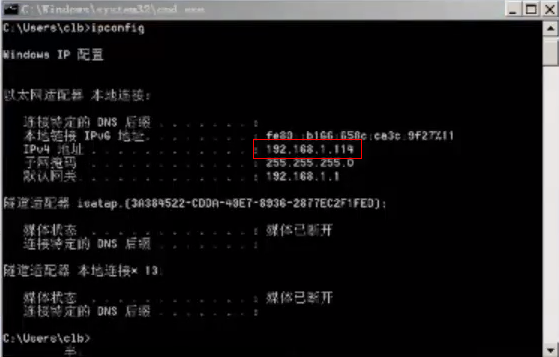 C:\Windows\system32\cmd.exe
C:\Users\clb>ipconfig
Windows IP 配置
以太网适配器 本地连接:
连接特定的 DNS 后缀 . . . . . . . :
本地链接 IPv6 地址. . . . . . . . : fe80::b166:658c:ca3c:9f27%11
IPv4 地址 . . . . . . . . . . . . : 192.168.1.114
子网掩码 . . . . . . . . . . . . : 255.255.255.0
默认网关. . . . . . . . . . . . . : 192.168.1.1
隧道适配器 isatap.{3A384522-CDDA-40E7-8936-2877EC2F1FED}:
媒体状态 . . . . . . . . . . . . : 媒体已断开
连接特定的 DNS 后缀 . . . . . . . :
隧道适配器 本地连接* 13:
媒体状态 . . . . . . . . . . . . : 媒体已断开
连接特定的 DNS 后缀 . . . . . . . :
C:\Users\clb>